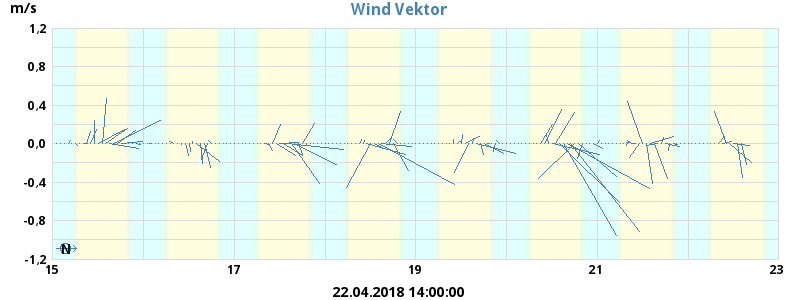 m/s
Wind Vektor
1,2
0,8
0,4
0,0
-0,4
-0,8
-1,2
N
15 17 19 21 23
22.04.2018 14:00:00